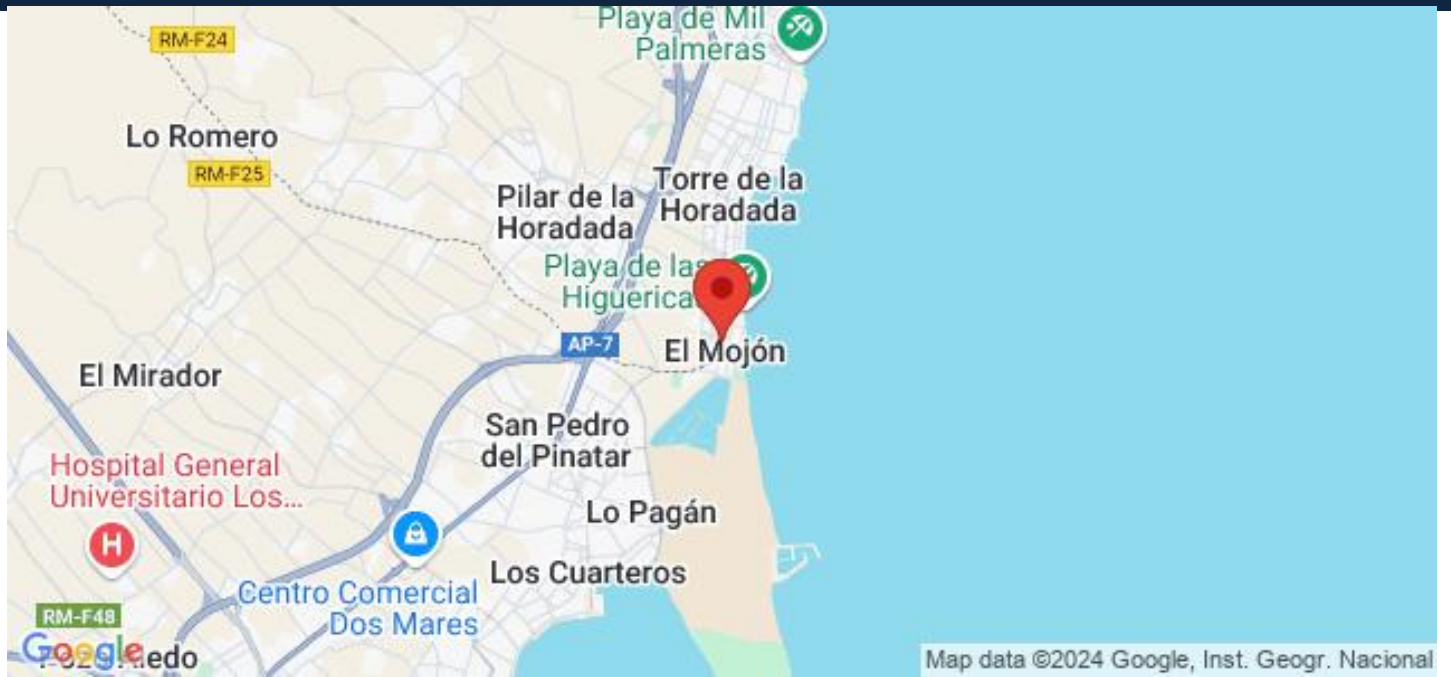 Playa de Mil
Palmeras
RM-F24
Lo Romero
RM-F25
Pilar de la
Horadada
Torre de la
Horadada
Playa de las
Higuericas
AP-7
El Mojón
El Mirador
San Pedro
del Pinatar
Hospital General
Universitario Los...
H
Lo Pagán
Los Cuarteros
Centro Comercial
Dos Mares
RM-F48
Google
Map data ©2024 Google, Inst. Geogr. Nacional